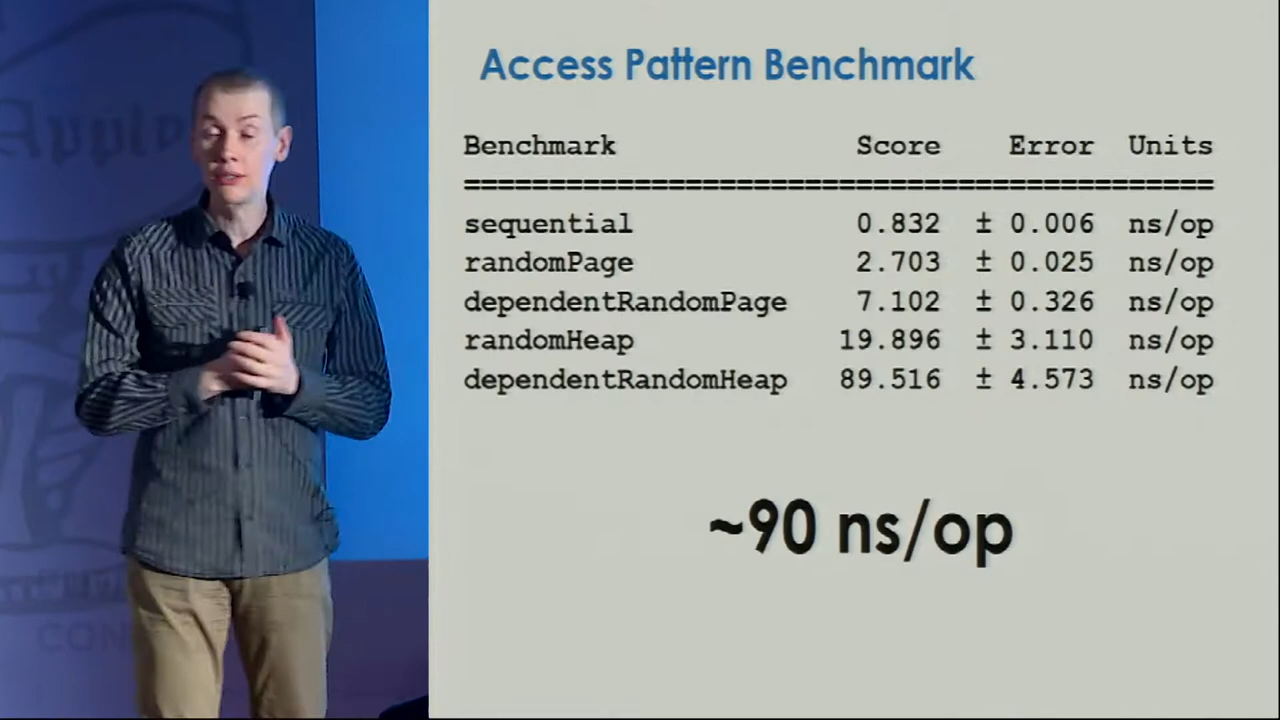 Access Pattern Benchmark
Benchmark Score Error Units
============================================
sequential 0.832 ± 0.006 ns/op
randomPage 2.703 ± 0.025 ns/op
dependentRandomPage 7.102 ± 0.326 ns/op
randomHeap 19.896 ± 3.110 ns/op
dependentRandomHeap 89.516 ± 4.573 ns/op
~90 ns/op
CON